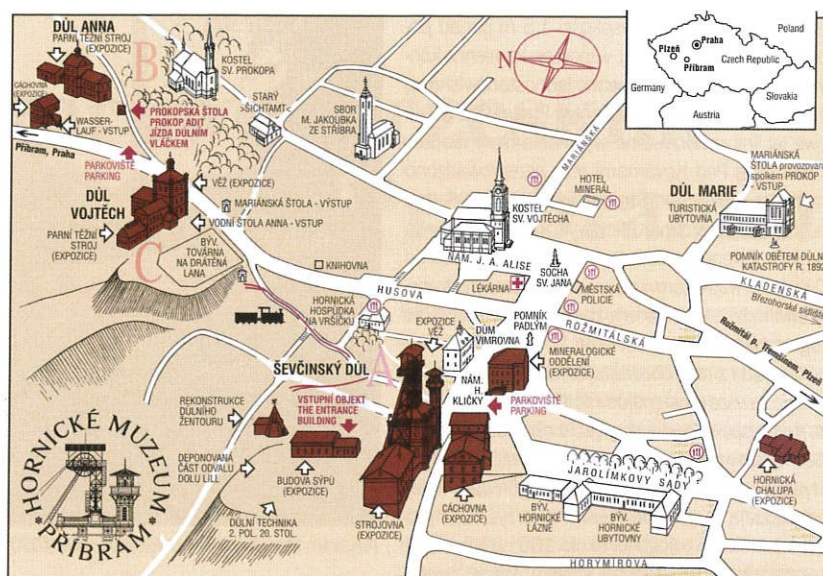 DŮL ANNA
PARNÍ TĚŽNÍ STROJ
(EXPOZICE)
B
KOSTEL
SV. PROKOPA
CÁCHOVNA
(EXPOZICE)
WASSER-
LAUF - VSTUP
PROKOPSKÁ ŠTOLA
PROKOP ADIT
JÍZDA DŮLNÍM
VLÁČKEM
STARÝ
>ŠICHTAMT<
SBOR
M. JAKOUBKA
ZE STŘÍBRA
N
Příbram, Praha
PARKOVIŠTĚ
PARKING
Plzeň
Praha
Příbram
Poland
Czech Republic
Germany
Slovakia
Austria
MARIÁNSKÁ
HOTEL
MINERÁL
MARIÁNSKÁ
ŠTOLA provozována
spolkem PROKOP
- VSTUP
DŮL MARIE
TURISTICKÁ
UBYTOVNA
POMNÍK OBĚTEM DŮLNÍ
KATASTROFY R. 1892
DŮL
VOJTĚCH
VĚŽ (EXPOZICE)
MARIÁNSKÁ ŠTOLA - VÝSTUP
VODNÍ ŠTOLA ANNA - VSTUP
PARNÍ TĚŽNÍ
STROJ
(EXPOZICE)
C
BÝV.
TOVÁRNA
NA DRÁTĚNÁ
LANA
KNIHOVNA
KOSTEL
SV. VOJTĚCHA
NÁM. J. A. ALISE
HUSOVA
LÉKÁRNA
SOCHA
SV. JANA
MĚSTSKÁ
POLICIE
KLADENSKÁ
Březohorské sídliště
Rožmitál p. Třemšínem, Plzeň
ROŽMITÁLSKÁ
HORNICKÁ
HOSPŮDKA
NA VRŠÍČKU
EXPOZICE
VĚŽ
DŮM
VIMROVNA
POMNÍK
PADLÝM
MINERALOGICKÉ
ODDĚLENÍ
(EXPOZICE)
ŠEVČINSKÝ DŮL
A
NÁM.
H.
KLIČKY
PARKOVIŠTĚ
PARKING
VSTUPNÍ OBJEKT
THE ENTRANCE
BUILDING
REKONSTRUKCE
DŮLNÍHO
ŽENTOURU
DEPONOVANÁ
ČÁST ODVALU
DOLU LILL
BUDOVA SÝPŮ
(EXPOZICE)
DŮLNÍ TECHNIKA
2. POL. 20. STOL.
STROJOVNA
(EXPOZICE)
CÁCHOVNA
(EXPOZICE)
JAROLÍMKOVY SADY
BÝV.
HORNICKÉ
LÁZNĚ
BÝV.
HORNICKÉ
UBYTOVNY
HORNICKÁ
CHALUPA
(EXPOZICE)
HORYMÍROVA
HORNICKÉ MUZEUM
PŘÍBRAM